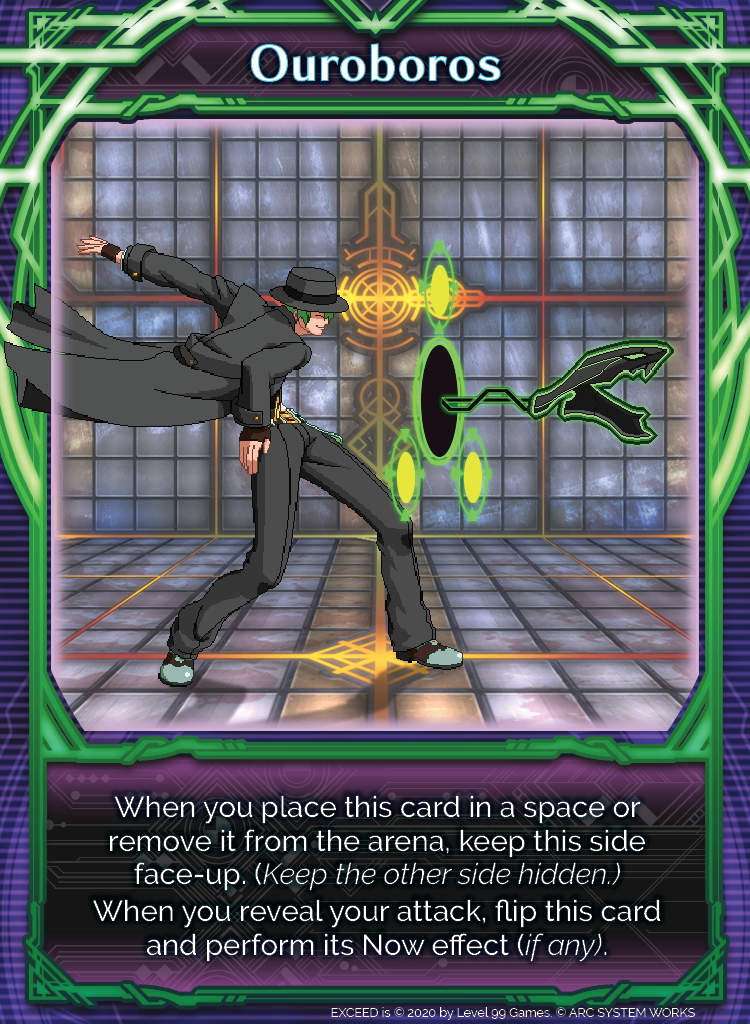 Ouroboros
When you place this card in a space or
remove it from the arena, keep this side
face-up. (Keep the other side hidden.)
When you reveal your attack, flip this card
and perform its Now effect (if any).
EXCEED is © 2020 by Level 99 Games. © ARC SYSTEM WORKS